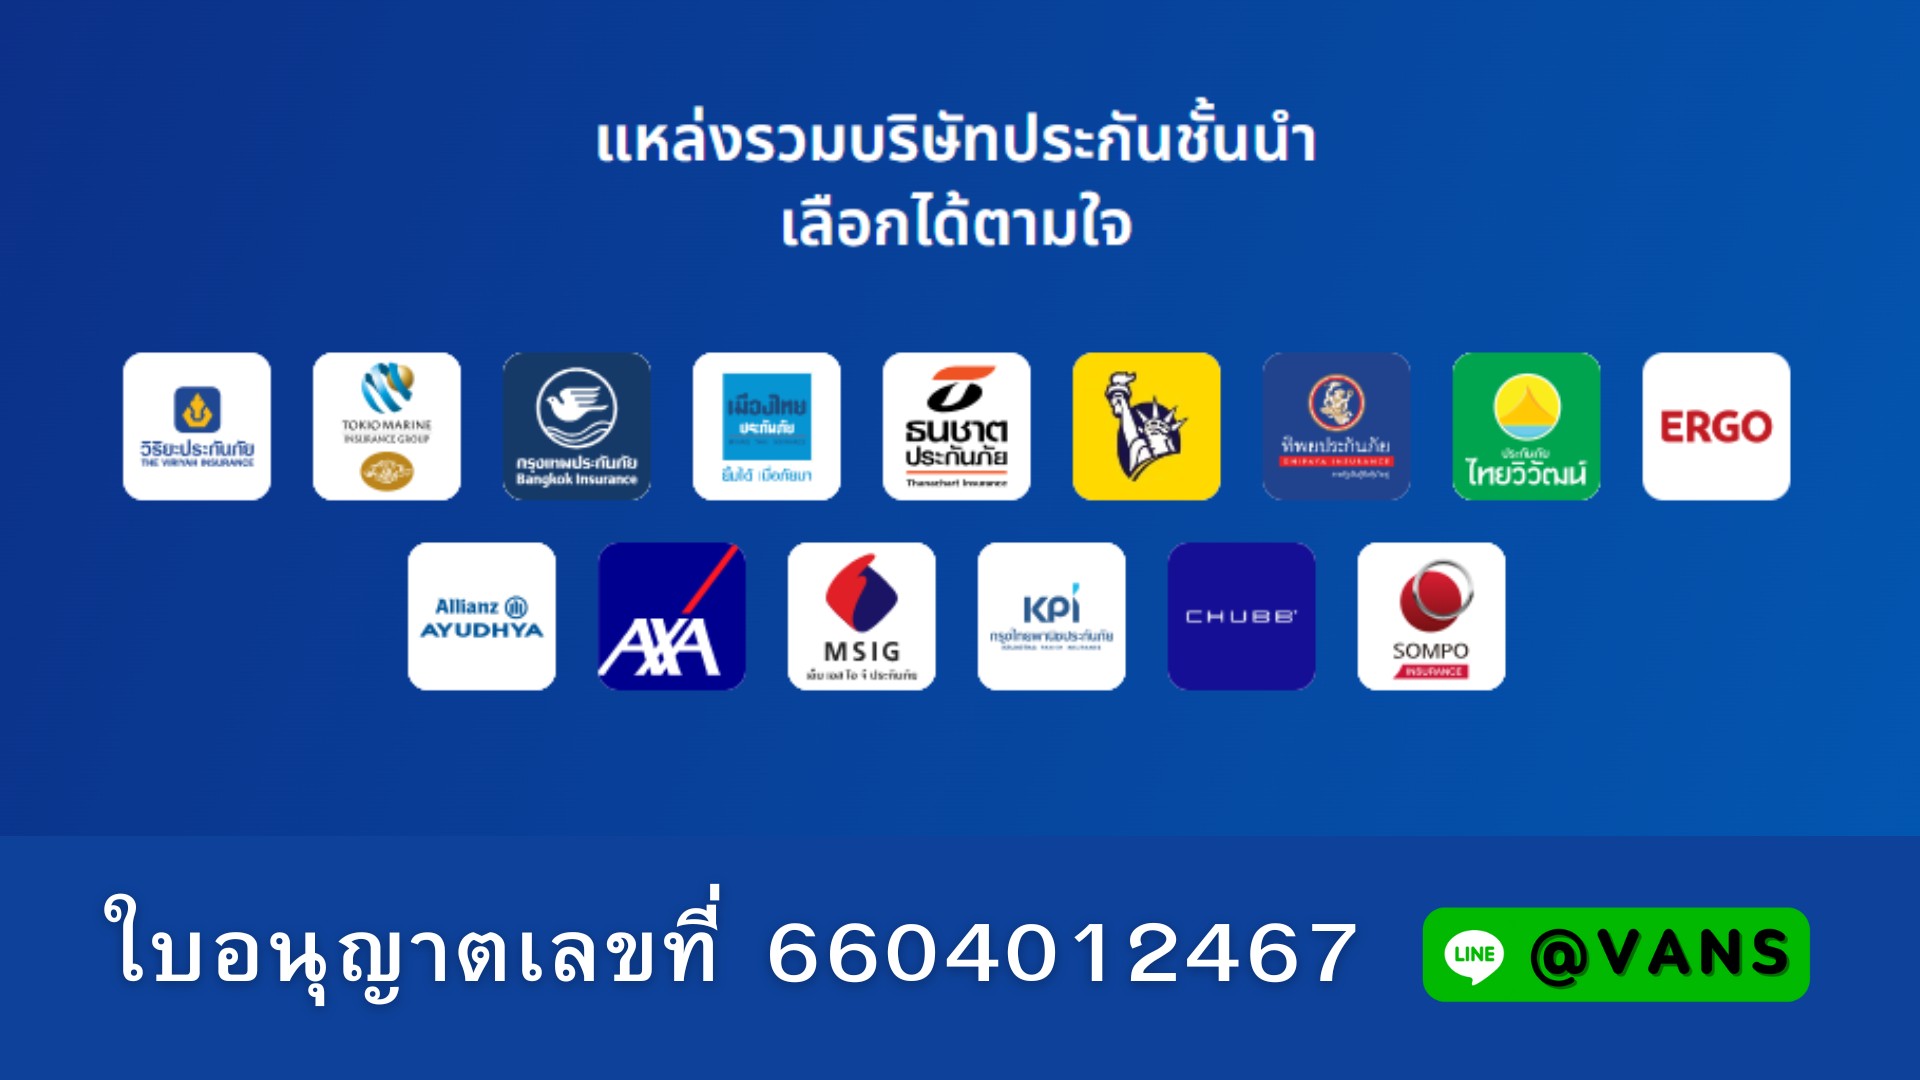 แหล่งรวมบริษัทประกันชั้นนำ
เลือกได้ตามใจ
วิริยะประกันภัย
THE VIRIYAH INSURANCE
TOKIO MARINE
INSURANCE GROUP
กรุงเทพประกันภัย
Bangkok Insurance
เมืองไทย
ประกันภัย
ยิ้มได้ เมื่อภัยมา
ธนชาต
ประกันภัย
Thanachart Insurance
ทิพยประกันภัย
DHIPAYA INSURANCE
ประกันภัย
ไทยวิวัฒน์
ERGO
Allianz
AYUDHYA
AXA
MSIG
เอ็ม เอส ไอ จี ประกันภัย
KPI
กรุงไทยพานิชประกันภัย
CHUBB
SOMPO
INSURANCE
ใบอนุญาตเลขที่ 6604012467
LINE @VANS